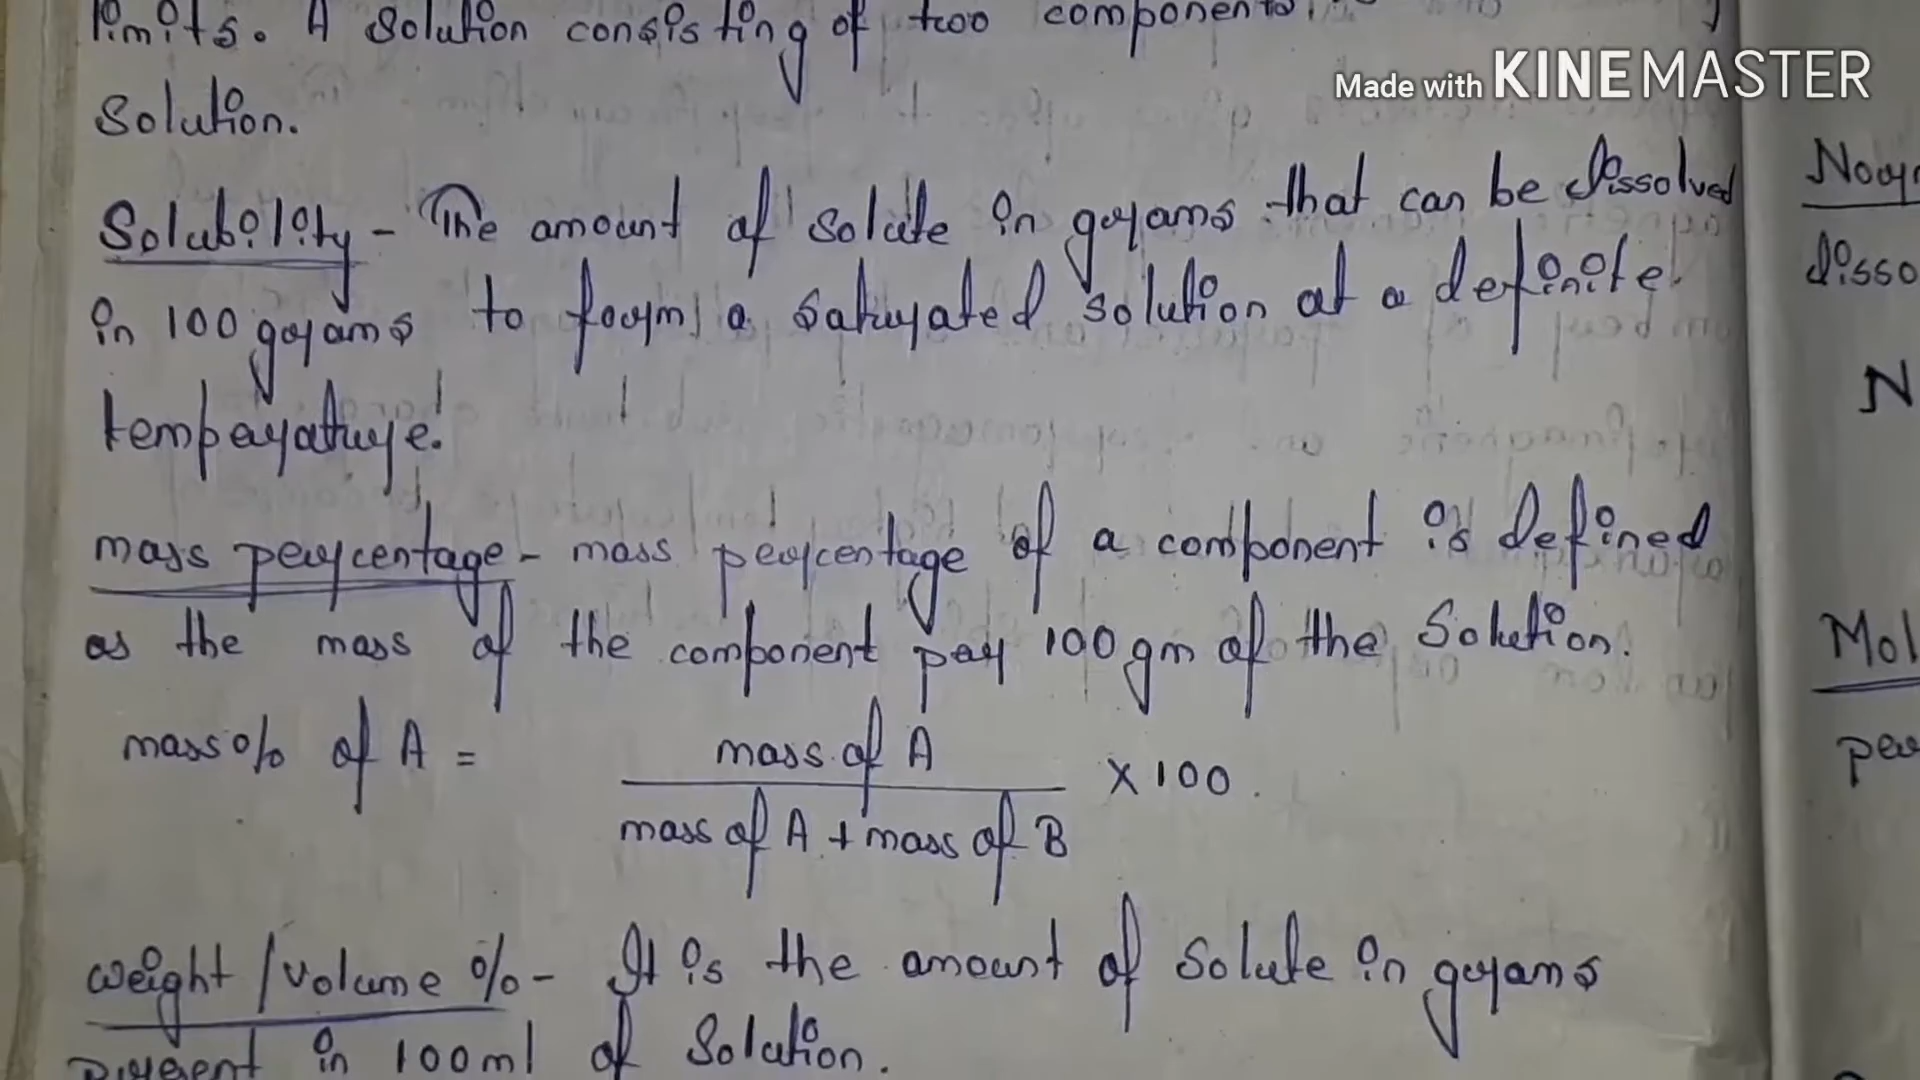 limits. A solution consisting of two components
Made with KINEMASTER
Solution.
Solubility - The amount of solute in grams that can be dissolved
in 100 grams to form a saturated solution at a definite
temperature.
mass percentage - mass percentage of a component is defined
as the mass of the component per 100 gm of the Solution.
mass % of A = mass of A / mass of A + mass of B × 100.
weight / volume % - It is the amount of solute in grams
present in 100 ml of Solution.
disso
N
Mol